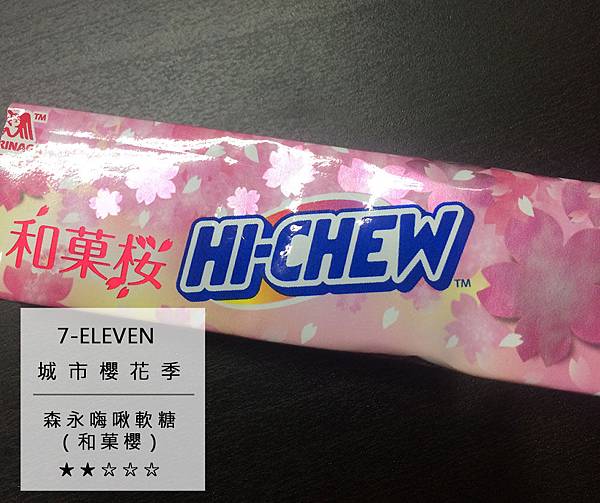 TM
RINAGA
和菓桜 HI-CHEW TM
7-ELEVEN
城市櫻花季
森永嗨啾軟糖
(和菓櫻)
★★☆☆☆